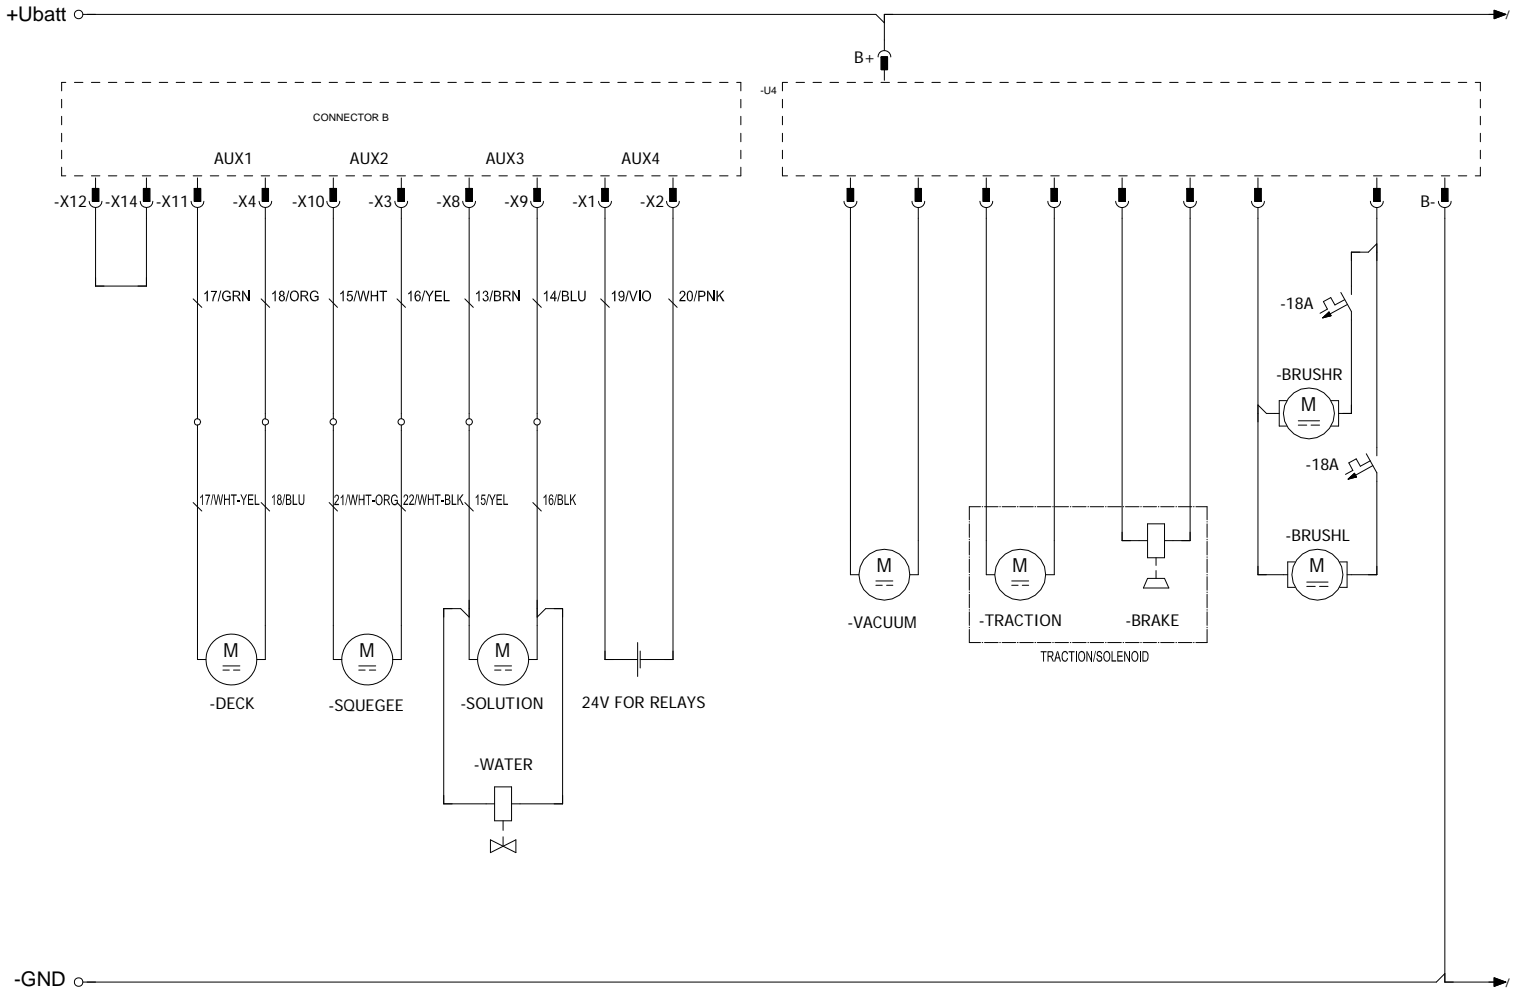 +Ubatt
B+
-U4
CONNECTOR B
AUX1 AUX2 AUX3 AUX4
-X12 -X14 -X11 -X4 -X10 -X3 -X8 -X9 -X1 -X2 B-
17/GRN 18/ORG 15/WHT 16/YEL 13/BRN 14/BLU 19/VIO 20/PNK
-18A
-BRUSHR
M
-18A
17/WHT-YEL 18/BLU 21/WHT-ORG 22/WHT-BLK 15/YEL 16/BLK
-BRUSHL
M M M
-VACUUM -TRACTION -BRAKE
TRACTION/SOLENOID
M M M
-DECK -SQUEGEE -SOLUTION 24V FOR RELAYS
-WATER
-GND